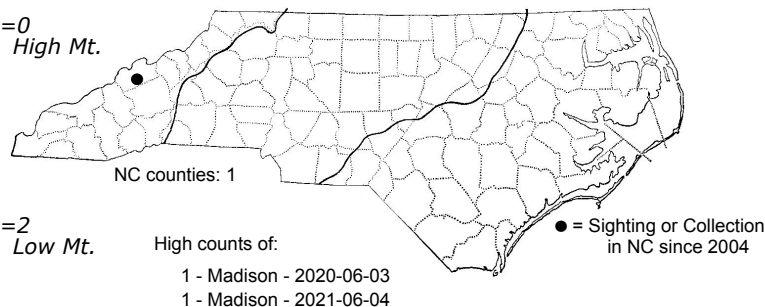 =0
High Mt.
NC counties: 1
=2
Low Mt.
High counts of:
1 - Madison - 2020-06-03
1 - Madison - 2021-06-04
● = Sighting or Collection
in NC since 2004